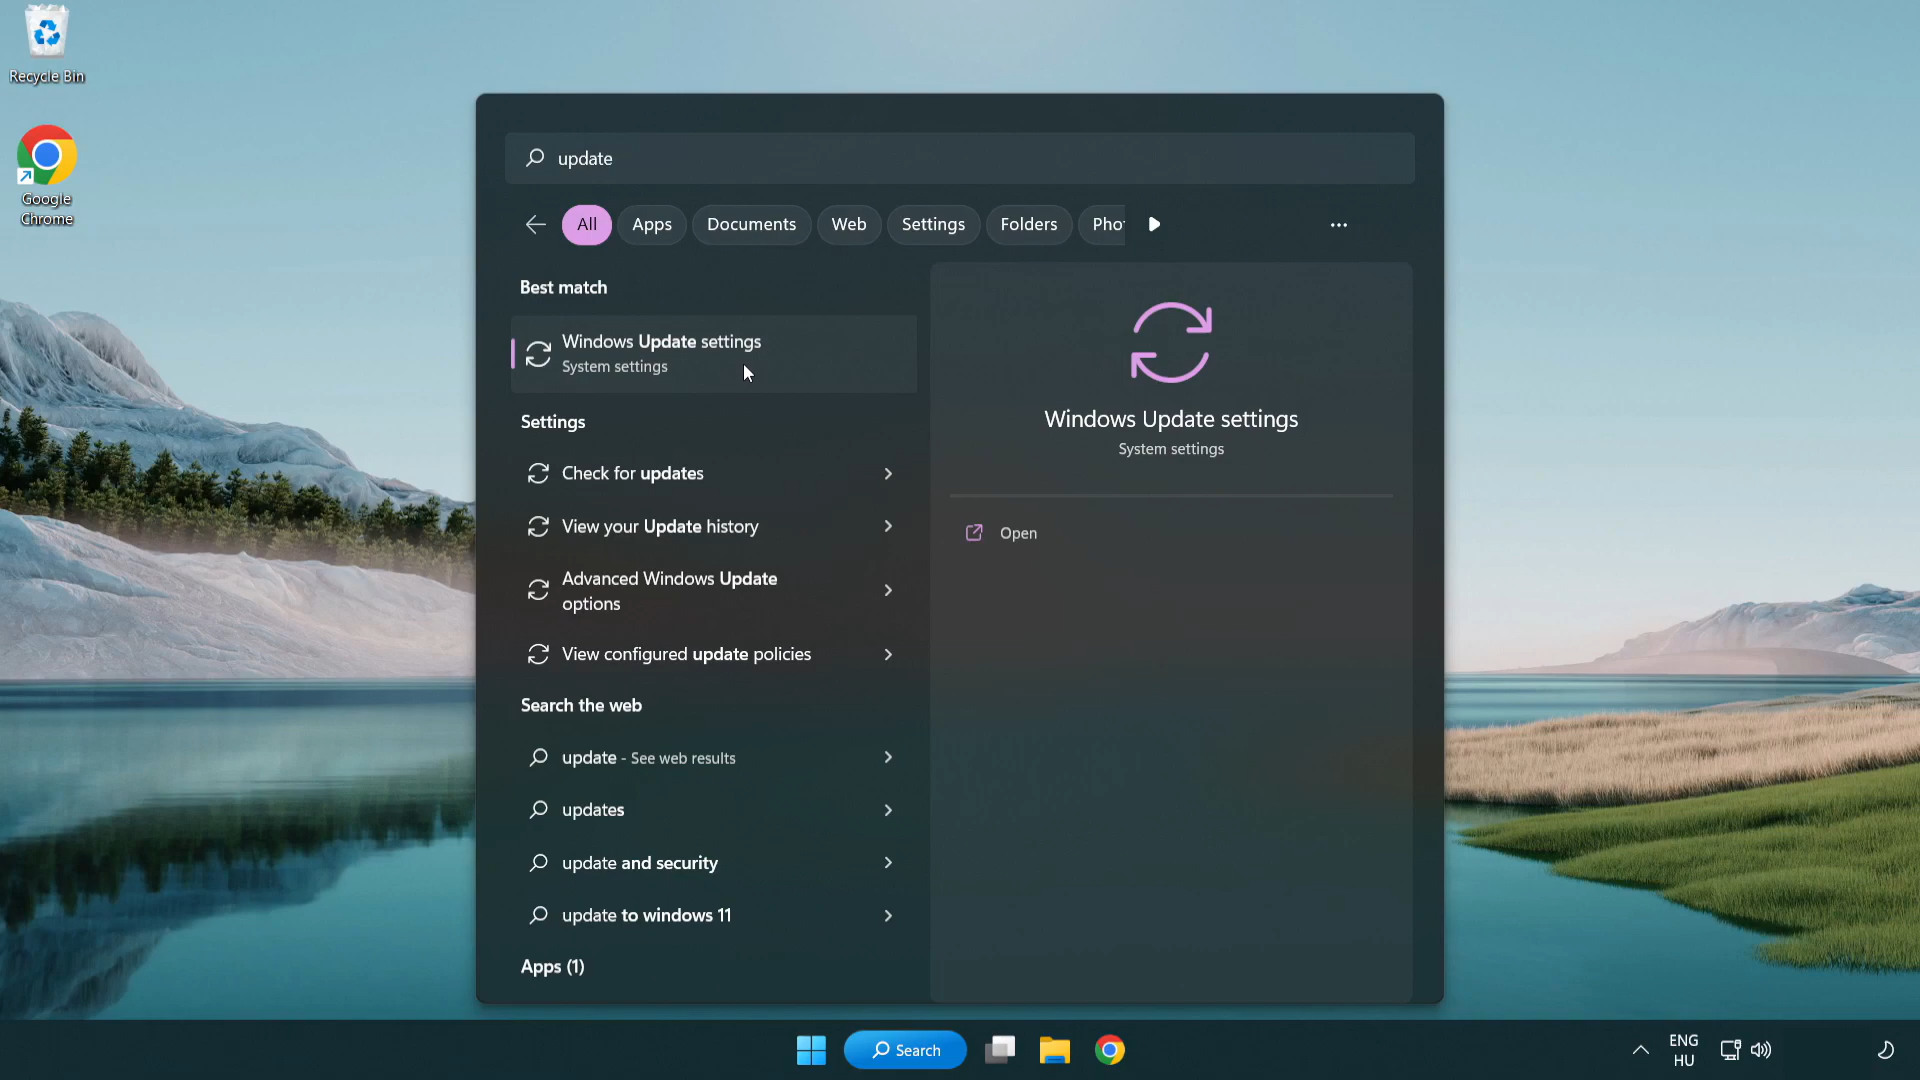 Recycle Bin
Google
Chrome
update
All
Apps
Documents
Web
Settings
Folders
Pho
Best match
Windows Update settings
System settings
Settings
Check for updates
View your Update history
Advanced Windows Update
options
View configured update policies
Search the web
update - See web results
updates
update and security
update to windows 11
Apps (1)
Windows Update settings
System settings
Open
Search
ENG
HU